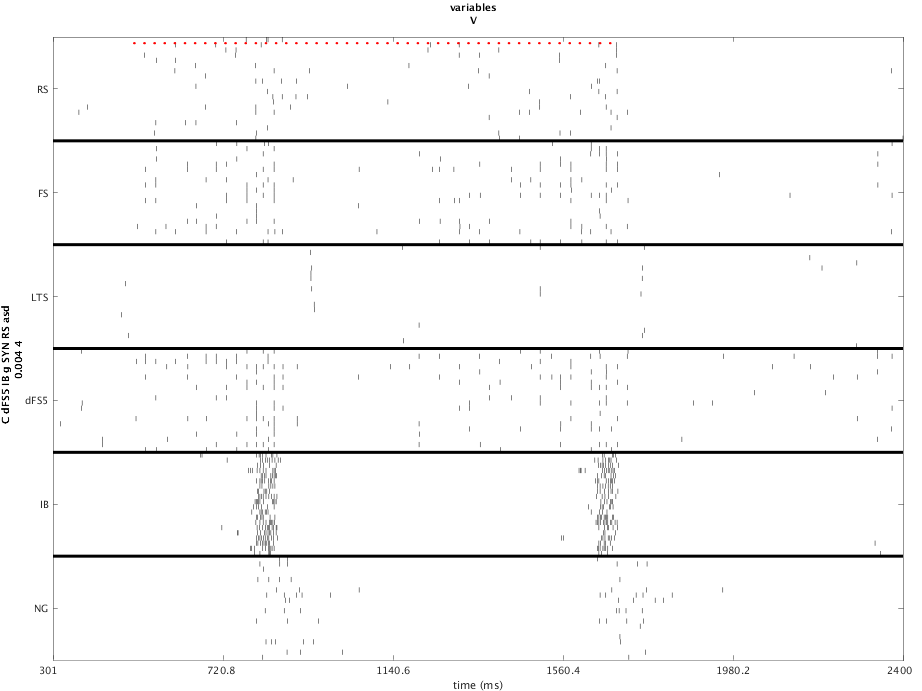 variables
V
RS
FS
LTS
dFS5
IB
NG
C dFS5 IB g SYN RS asd
0.004 4
301
720.8
1140.6
1560.4
1980.2
2400
time (ms)